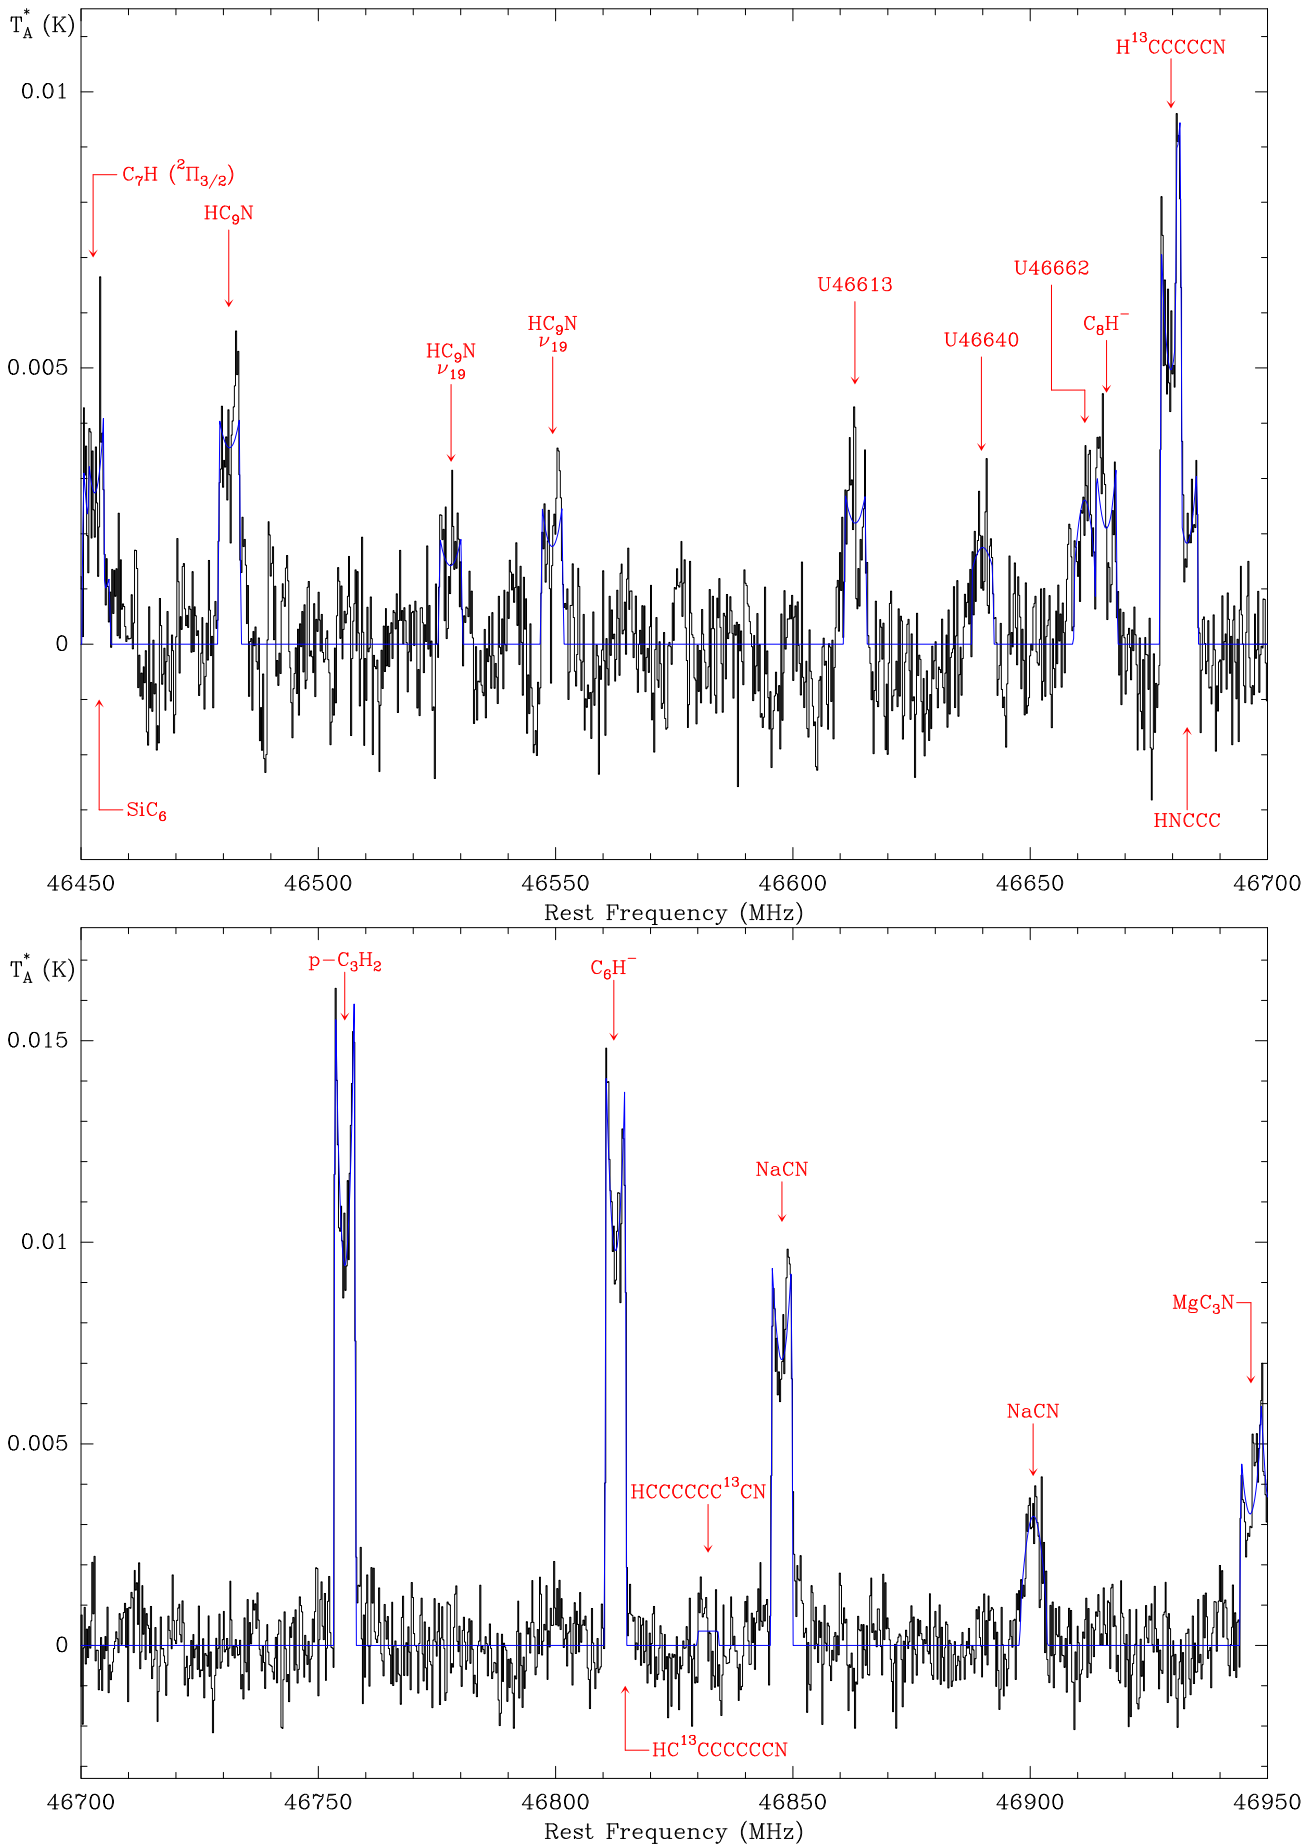 T*A (K)
H13CCCCCN
0.01
C7H (2Π3/2)
HC9N
U46662
U46613
HC9N
ν19
C8H−
U46640
HC9N
ν19
0.005
0
SiC6
HNCCC
46450 46500 46550 46600 46650 46700
Rest Frequency (MHz)
T*A (K)
p−C3H2
C6H−
0.015
NaCN
0.01
MgC3N
0.005
NaCN
HCCCCCC13CN
0
HC13CCCCCCN
46700 46750 46800 46850 46900 46950
Rest Frequency (MHz)